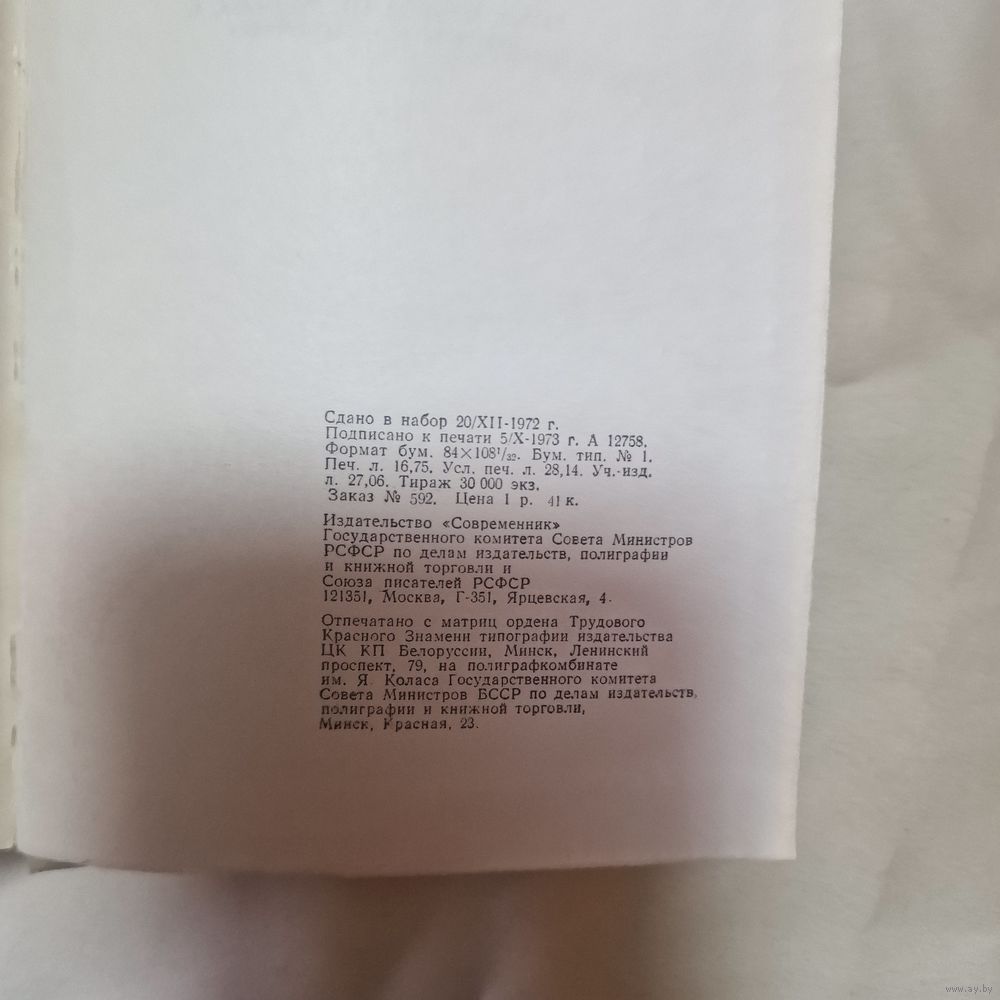 Сдано в набор 20/XII-1972 г.
Подписано к печати 5/X-1973 г. А 12758.
Формат бум. 84×108¹/₃₂. Бум. тип. № 1.
Печ. л. 16,75. Усл. печ. л. 28,14. Уч.-изд.
л. 27,06. Тираж 30 000 экз.
Заказ № 592. Цена 1 р. 41 к.
Издательство «Современник»
Государственного комитета Совета Министров
РСФСР по делам издательств, полиграфии
и книжной торговли и
Союза писателей РСФСР
121351, Москва, Г-351, Ярцевская, 4.
Отпечатано с матриц ордена Трудового
Красного Знамени типографии издательства
ЦК КП Белоруссии, Минск, Ленинский
проспект, 79, на полиграфкомбинате
им. Я. Коласа Государственного комитета
Совета Министров БССР по делам издательств,
полиграфии и книжной торговли,
Минск, Красная, 23.
www.ay.by